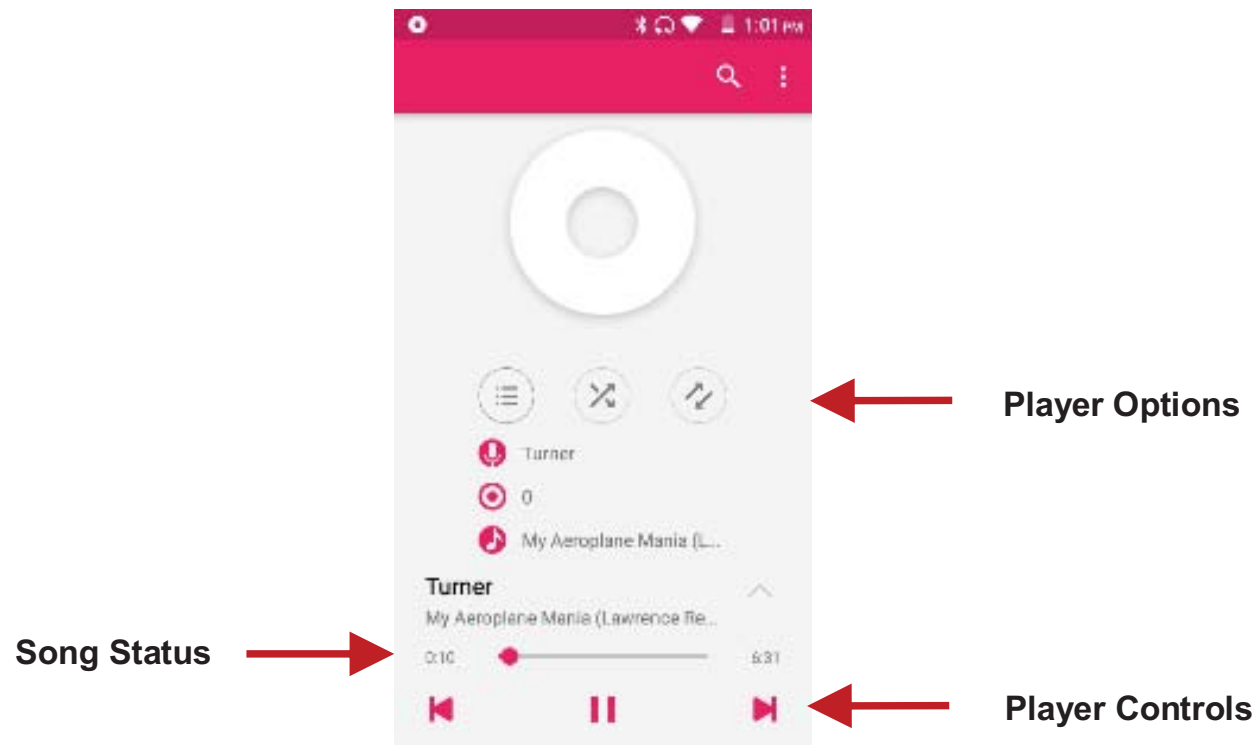 1:01 PM
Player Options
Turner
0
My Aeroplane Mania (L...
Turner
My Aeroplane Mania (Lawrence Re...
Song Status
0:10
6:31
Player Controls